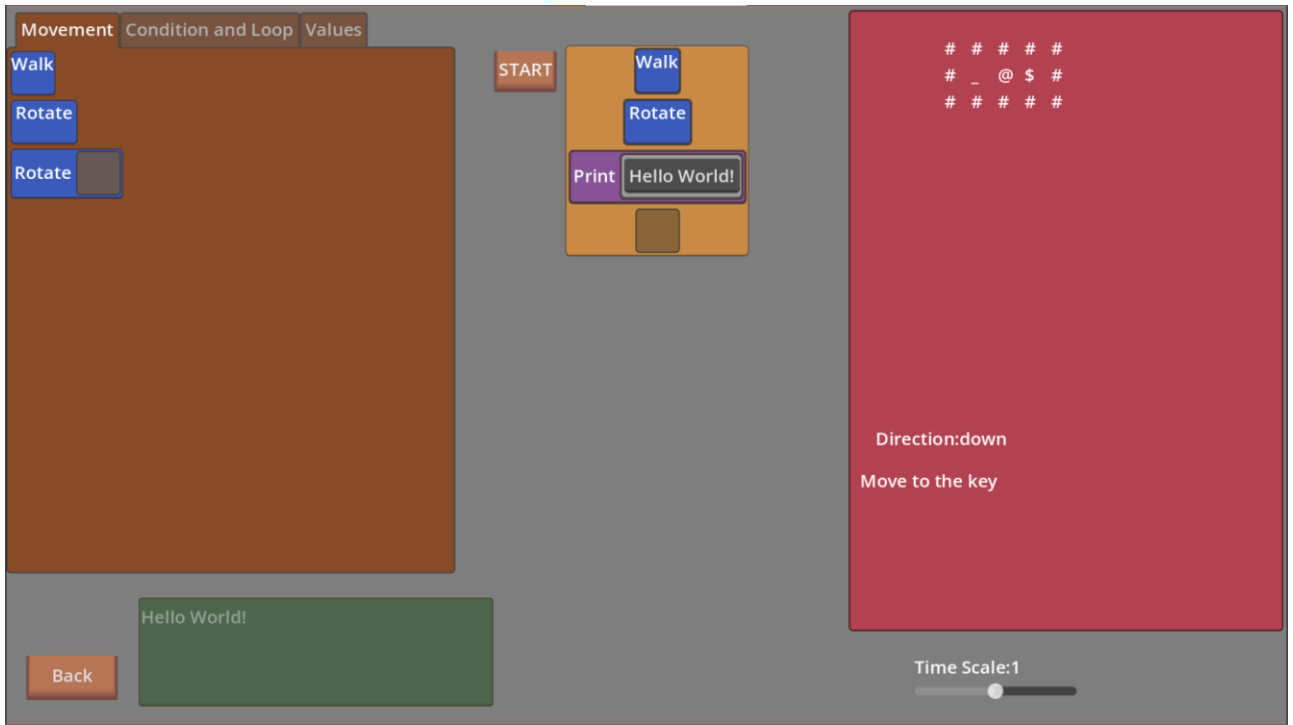 Movement Condition and Loop Values
Walk
Rotate
Rotate
START
Walk
Rotate
Print Hello World!
# # # # #
# _ @ $ #
# # # # #
Direction:down
Move to the key
Hello World!
Back
Time Scale:1